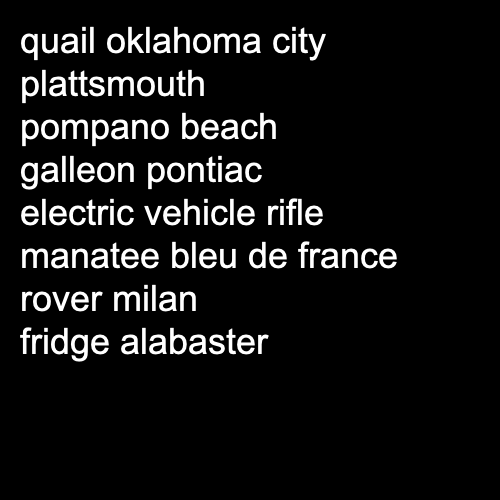 quail oklahoma city
plattsmouth
pompano beach
galleon pontiac
electric vehicle rifle
manatee bleu de france
rover milan
fridge alabaster